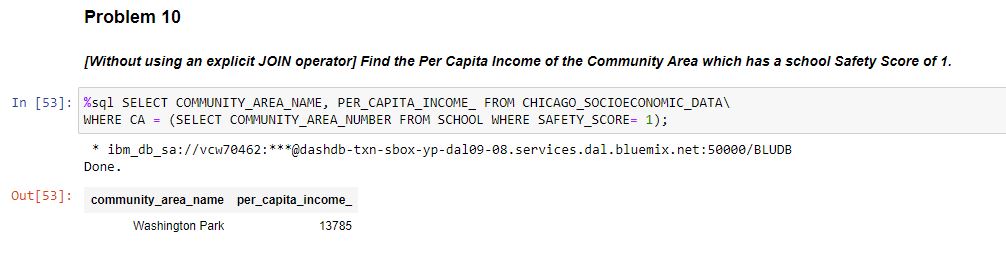 Problem 10
[Without using an explicit JOIN operator] Find the Per Capita Income of the Community Area which has a school Safety Score of 1.
In [53]: %sql SELECT COMMUNITY_AREA_NAME, PER_CAPITA_INCOME_ FROM CHICAGO_SOCIOECONOMIC_DATA\
WHERE CA = (SELECT COMMUNITY_AREA_NUMBER FROM SCHOOL WHERE SAFETY_SCORE= 1);
* ibm_db_sa://vcw70462:***@dashdb-txn-sbox-yp-dal09-08.services.dal.bluemix.net:50000/BLUDB
Done.
Out[53]: community_area_name per_capita_income_
Washington Park 13785